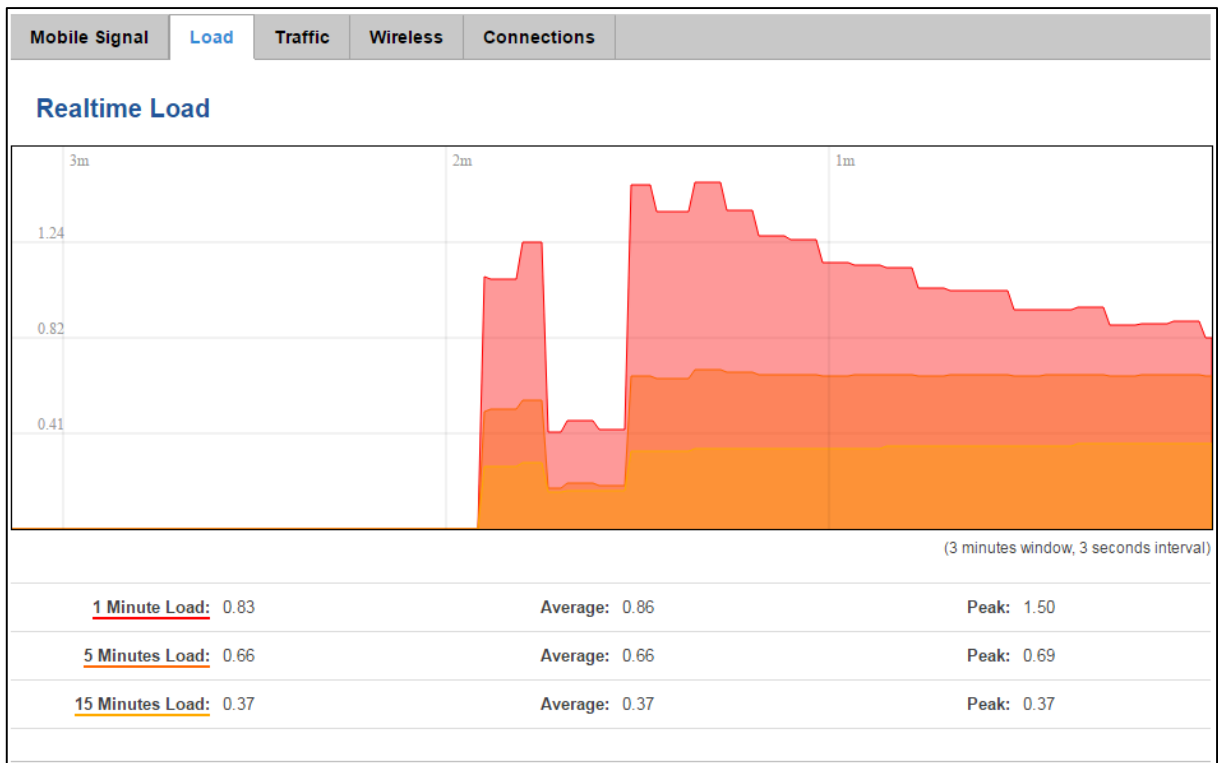 Mobile Signal Load Traffic Wireless Connections
Realtime Load
3m 2m 1m
1.24
0.82
0.41
(3 minutes window, 3 seconds interval)
1 Minute Load: 0.83 Average: 0.86 Peak: 1.50
5 Minutes Load: 0.66 Average: 0.66 Peak: 0.69
15 Minutes Load: 0.37 Average: 0.37 Peak: 0.37